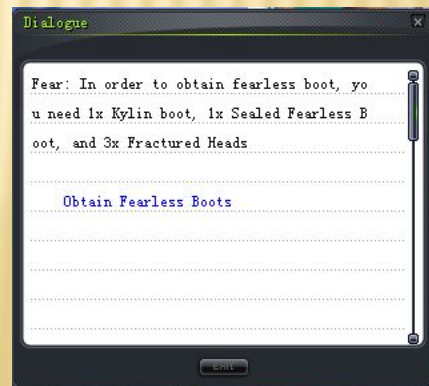 Dialogue
Fear: In order to obtain fearless boot, yo
u need 1x Kylin boot, 1x Sealed Fearless B
oot, and 3x Fractured Heads
Obtain Fearless Boots
EXIT